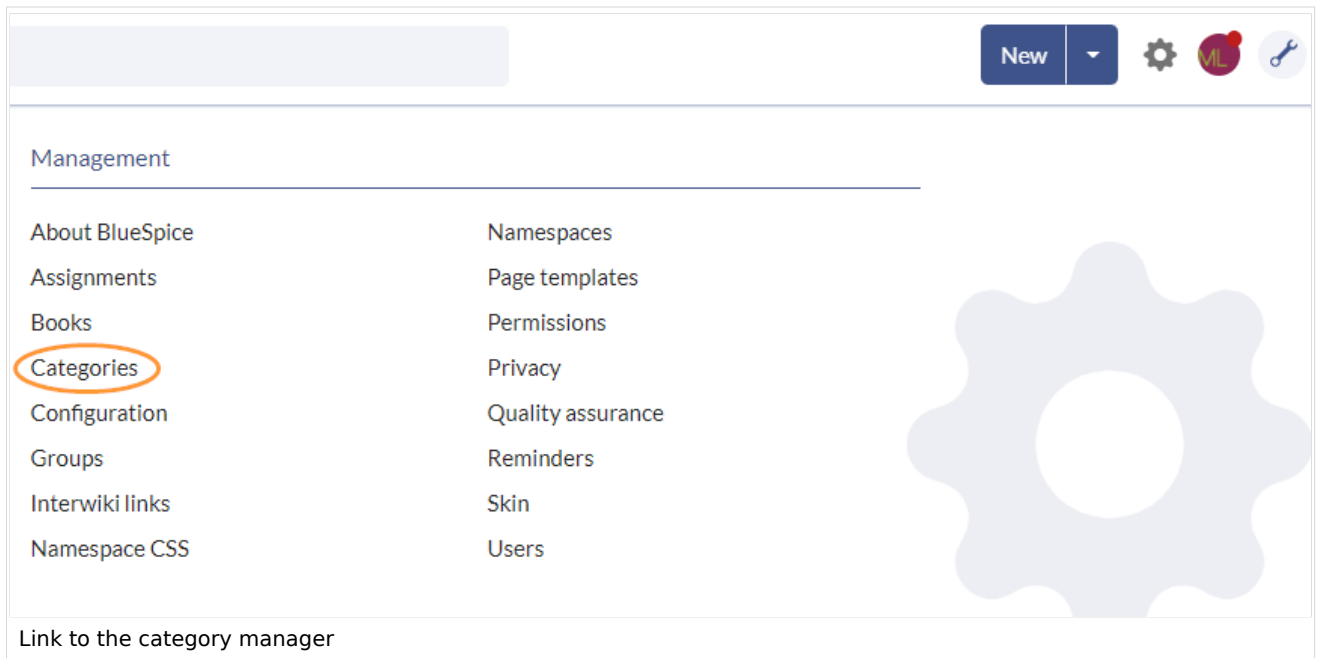 New
ML
Management
About BlueSpice
Assignments
Books
Categories
Configuration
Groups
Interwiki links
Namespace CSS
Namespaces
Page templates
Permissions
Privacy
Quality assurance
Reminders
Skin
Users
Link to the category manager